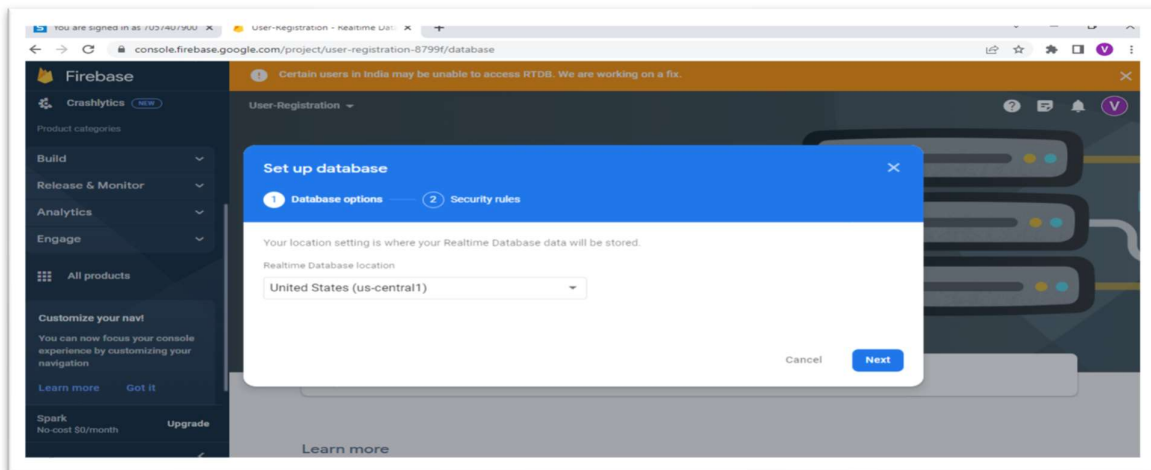 You are signed in as 7057407900 × User-Registration - Realtime Dat × +
console.firebase.google.com/project/user-registration-8799f/database V
Firebase
Certain users in India may be unable to access RTDB. We are working on a fix.
Crashlytics NEW
User-Registration
V
Product categories
Build
Release & Monitor
Analytics
Engage
All products
Customize your nav!
You can now focus your console
experience by customizing your
navigation
Learn more Got it
Spark
No-cost $0/month
Upgrade
Set up database
1 Database options 2 Security rules
Your location setting is where your Realtime Database data will be stored.
Realtime Database location
United States (us-central1)
Cancel Next
Learn more